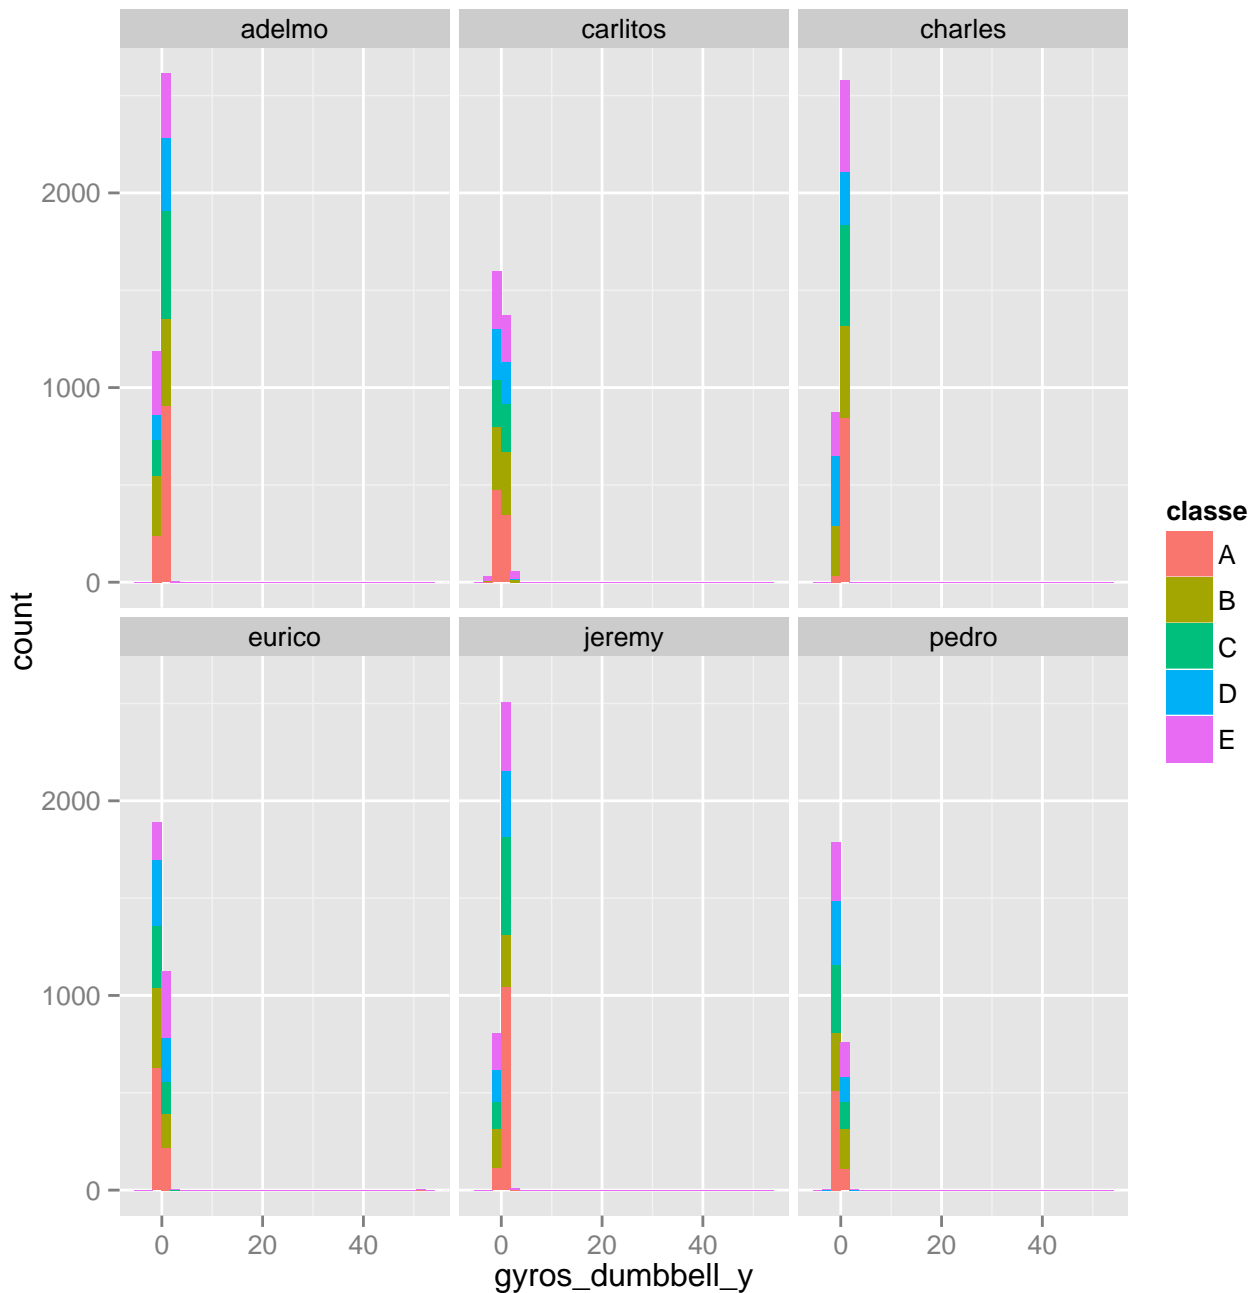 adelmo carlitos charles
2000
1000
0
eurico jeremy pedro
2000
1000
0
0 20 40 0 20 40 0 20 40
gyros_dumbbell_y
count
classe
A
B
C
D
E